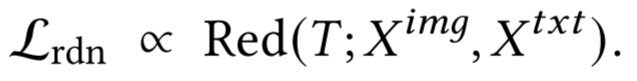 ℒ_rdn ∝ Red(T; X^img, X^txt).